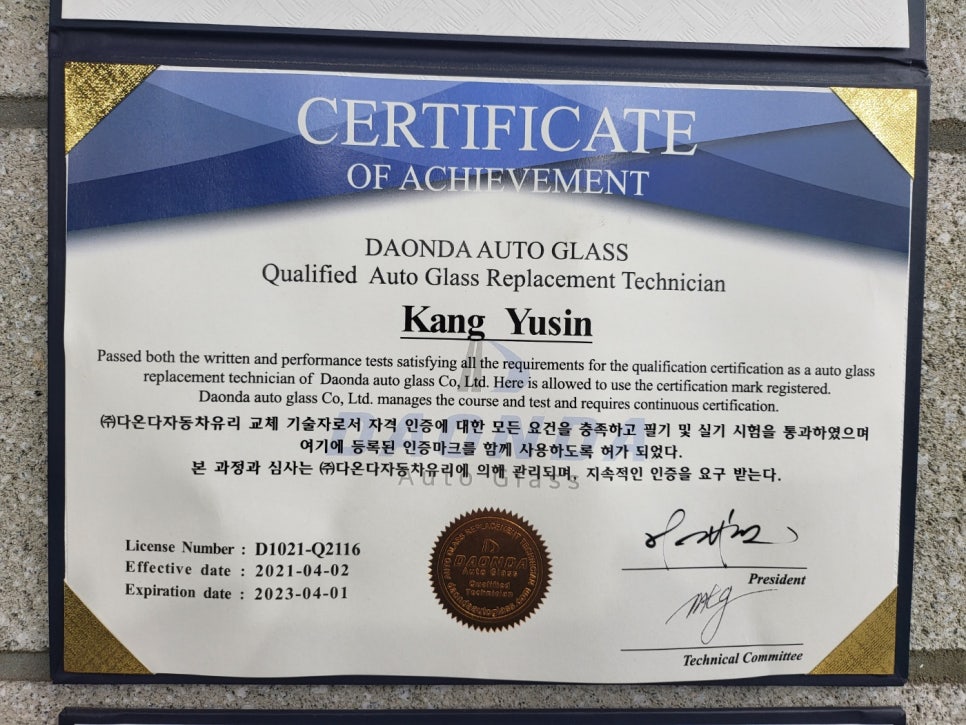 CERTIFICATE
OF ACHIEVEMENT
DAONDA AUTO GLASS
Qualified Auto Glass Replacement Technician
Kang Yusin
Passed both the written and performance tests satisfying all the requirements for the qualification certification as a auto glass
replacement technician of Daonda auto glass Co, Ltd. Here is allowed to use the certification mark registered.
Daonda auto glass Co, Ltd. manages the course and test and requires continuous certification.
㈜다온다자동차유리 교체 기술자로서 자격 인증에 대한 모든 요건을 충족하고 필기 및 실기 시험을 통과하였으며
여기에 등록된 인증마크를 함께 사용하도록 허가 되었다.
본 과정과 심사는 ㈜다온다자동차유리에 의해 관리되며, 지속적인 인증을 요구 받는다.
DAONDA
Auto Glass
License Number : D1021-Q2116
Effective date : 2021-04-02
Expiration date : 2023-04-01
AUTO GLASS REPLACEMENT TECHNICIAN
DAONDA
Auto Glass
Qualified
Technician
daondaautoglass.com
President
Technical Committee